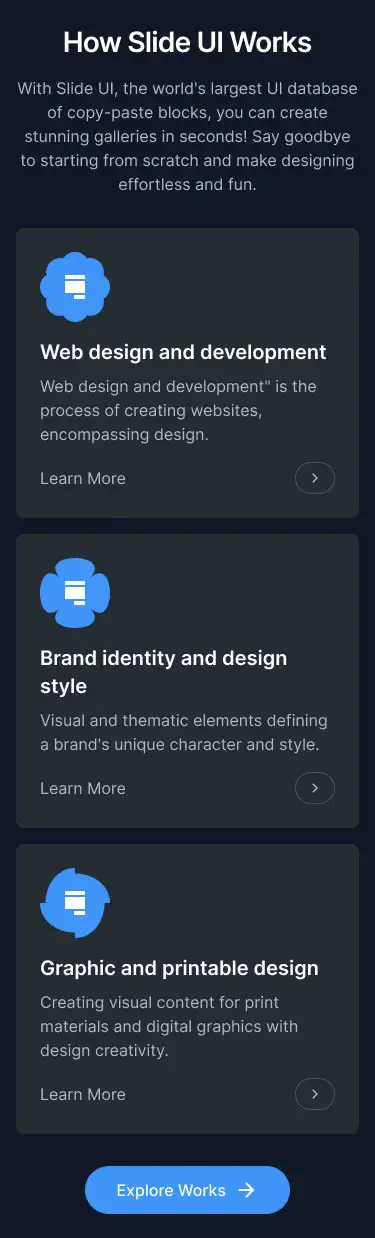 How Slide UI Works
With Slide UI, the world's largest UI database
of copy-paste blocks, you can create
stunning galleries in seconds! Say goodbye
to starting from scratch and make designing
effortless and fun.
Web design and development
Web design and development" is the
process of creating websites,
encompassing design.
Learn More
Brand identity and design
style
Visual and thematic elements defining
a brand's unique character and style.
Learn More
Graphic and printable design
Creating visual content for print
materials and digital graphics with
design creativity.
Learn More
Explore Works